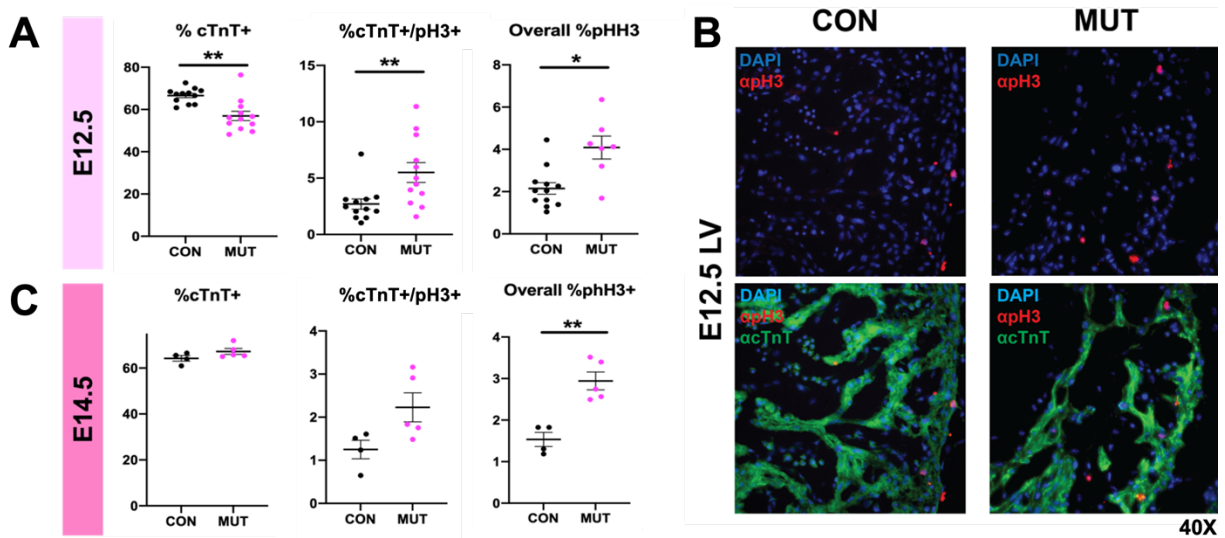 A
E12.5
% cTnT+
**
80
60
40
20
0
CON MUT
%cTnT+/pH3+
**
15
10
5
0
CON MUT
Overall %pHH3
*
8
6
4
2
0
CON MUT
B
CON
MUT
E12.5 LV
DAPI
αpH3
DAPI
αpH3
DAPI
αpH3
αcTnT
DAPI
αpH3
αcTnT
40X
C
E14.5
%cTnT+
60
40
20
0
CON MUT
%cTnT+/pH3+
4
3
2
1
0
CON MUT
Overall %phH3+
**
4
3
2
1
0
CON MUT